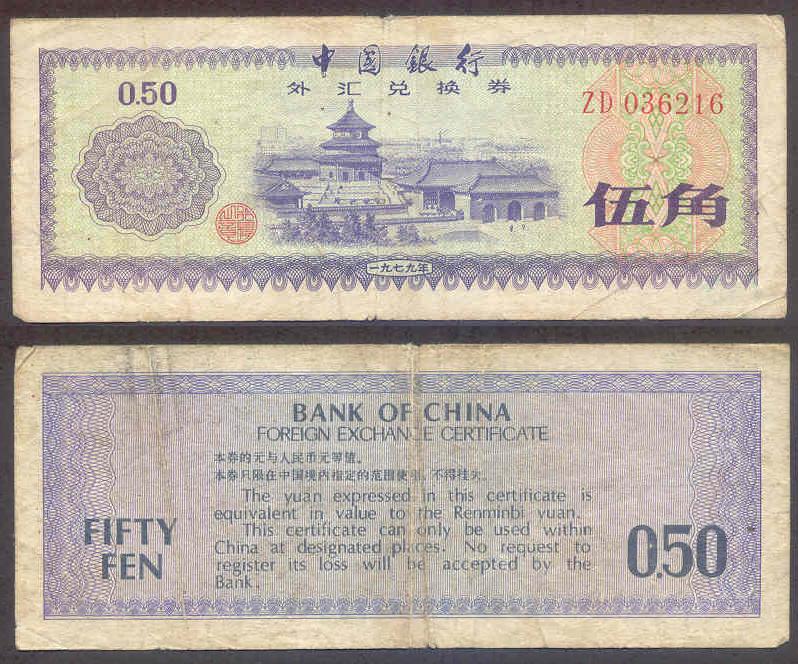 中國銀行
外汇兑换券
0.50
ZD 036216
伍角
一九七九年
BANK OF CHINA
FOREIGN EXCHANGE CERTIFICATE
本券的元与人民币元等值。
本券只限在中国境内指定的范围使用，不得挂失。
The yuan expressed in this certificate is
equivalent in value to the Renminbi yuan.
This certificate can only be used within
China at designated places. No request to
register its loss will be accepted by the
Bank.
FIFTY
FEN
0.50